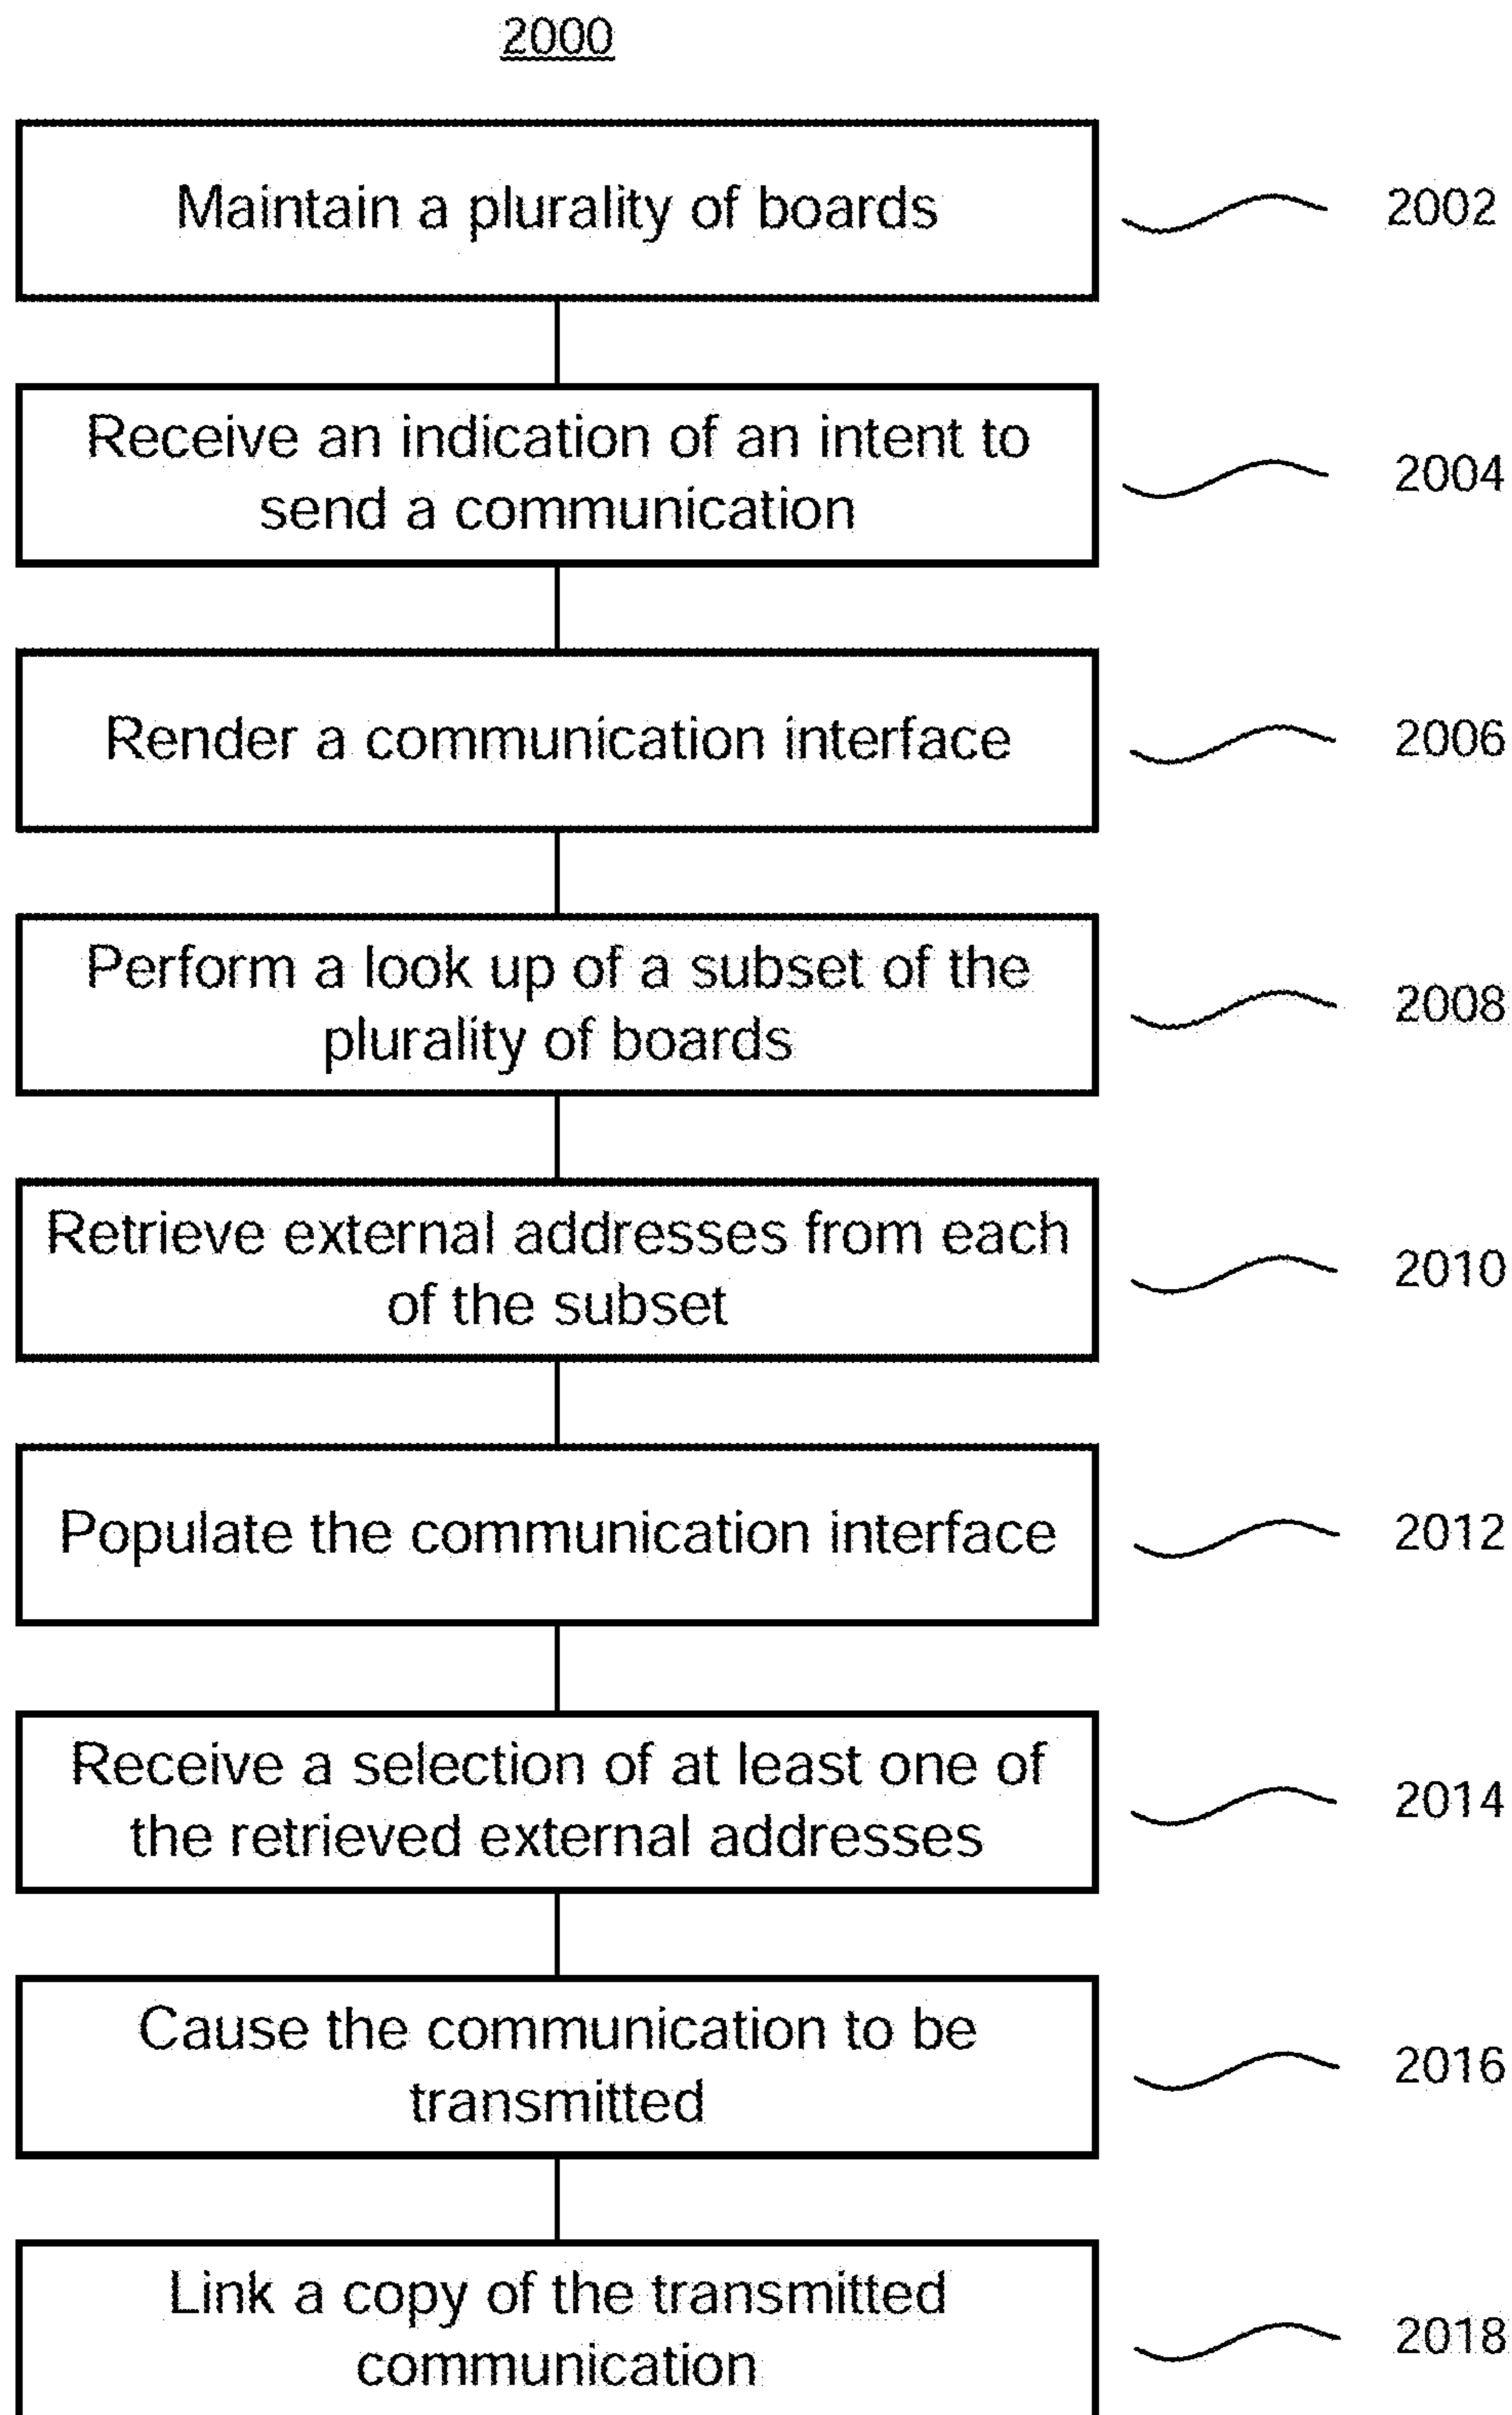 2000
Maintain a plurality of boards
2002
Receive an indication of an intent to
send a communication
2004
Render a communication interface
2006
Perform a look up of a subset of the
plurality of boards
2008
Retrieve external addresses from each
of the subset
2010
Populate the communication interface
2012
Receive a selection of at least one of
the retrieved external addresses
2014
Cause the communication to be
transmitted
2016
Link a copy of the transmitted
communication
2018